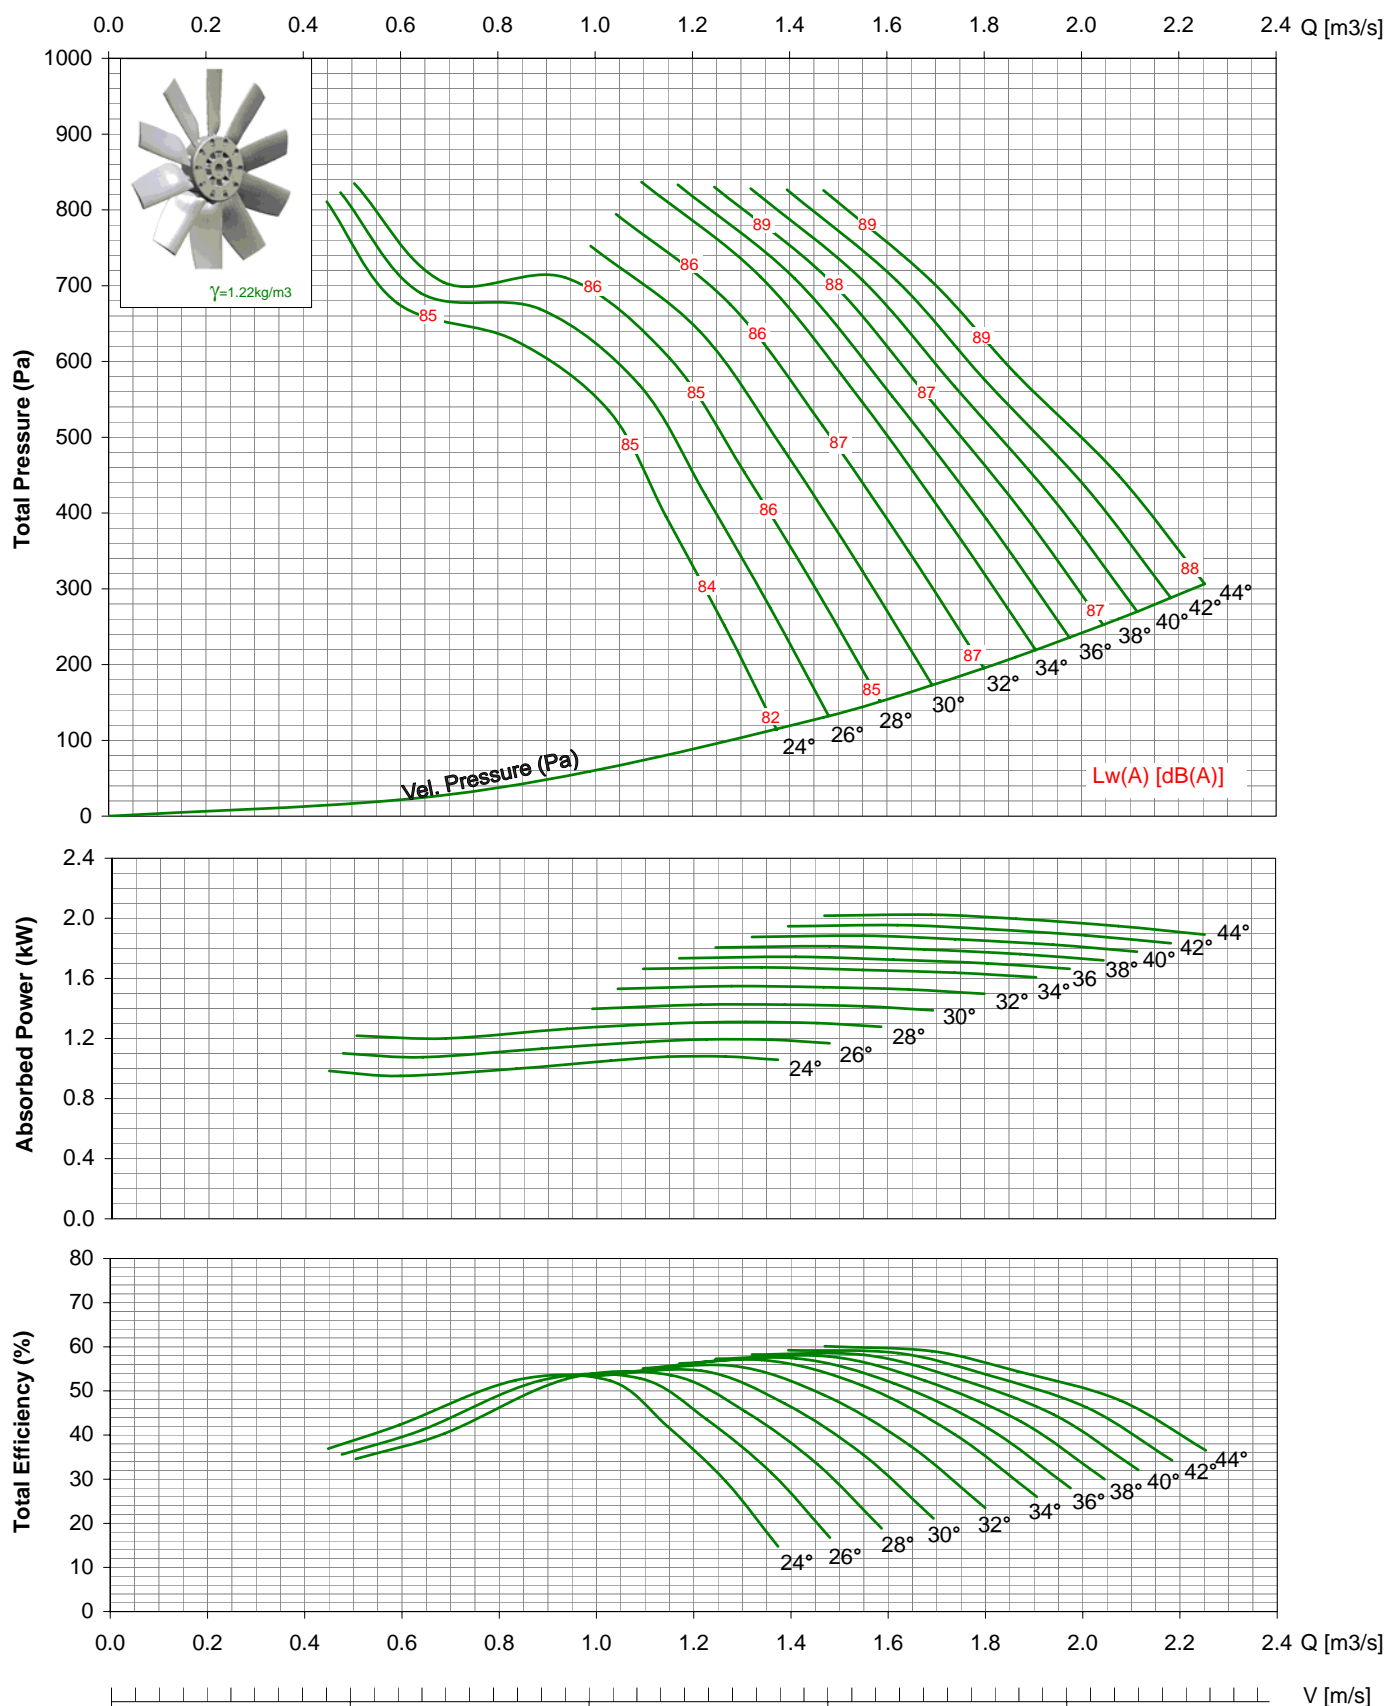 0.0 0.2 0.4 0.6 0.8 1.0 1.2 1.4 1.6 1.8 2.0 2.2 2.4 Q [m3/s]
1000
900
800
700
600
500
400
300
200
100
0
Total Pressure (Pa)
γ=1.22kg/m3
89 89
86 88
86
85 86 89
85 87
85 87
86
84 88
87
87
85
82
Vel. Pressure (Pa)
24° 26° 28° 30° 32° 34° 36° 38° 40° 42° 44°
Lw(A) [dB(A)]
2.4
2.0
1.6
1.2
0.8
0.4
0.0
Absorbed Power (kW)
24° 26° 28° 30° 32° 34° 36 38° 40° 42° 44°
80
70
60
50
40
30
20
10
0
Total Efficiency (%)
24° 26° 28° 30° 32° 34° 36° 38° 40° 42° 44°
0.0 0.2 0.4 0.6 0.8 1.0 1.2 1.4 1.6 1.8 2.0 2.2 2.4 Q [m3/s]
V [m/s]